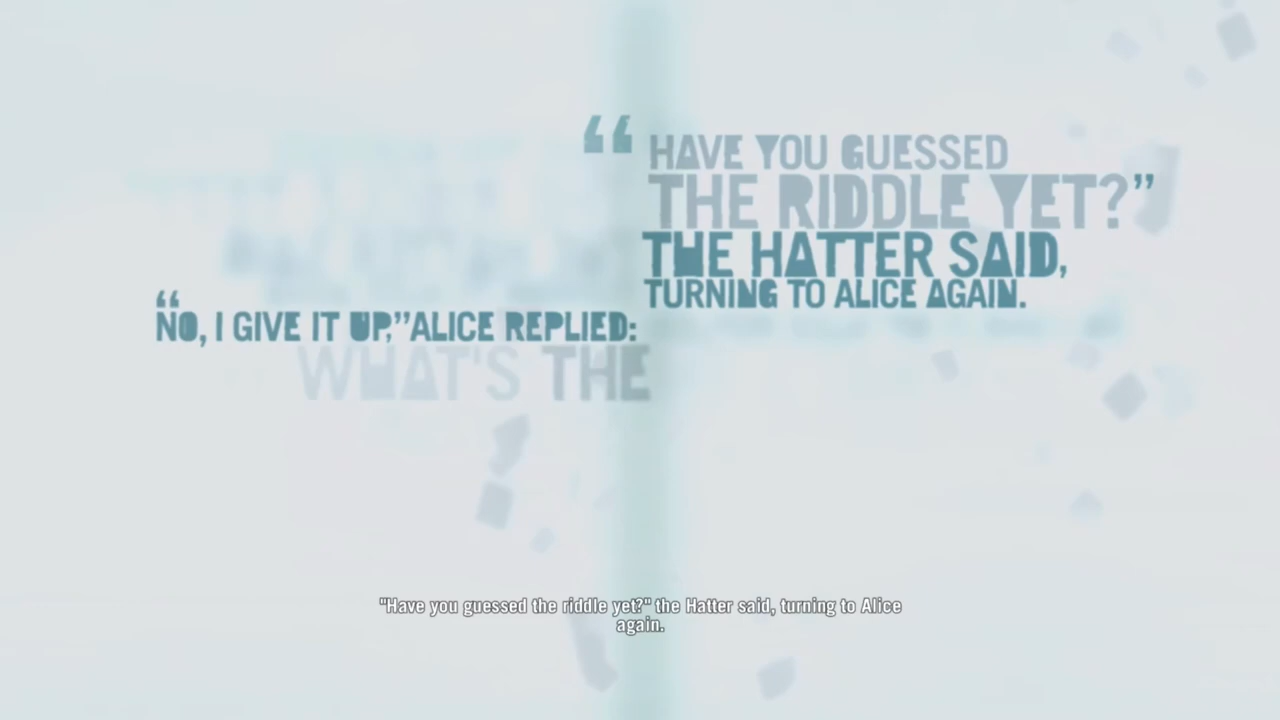 “HAVE YOU GUESSED
THE RIDDLE YET?”
THE HATTER SAID,
TURNING TO ALICE AGAIN.
“NO, I GIVE IT UP,”ALICE REPLIED:
WHAT'S THE
"Have you guessed the riddle yet?" the Hatter said, turning to Alice
again.